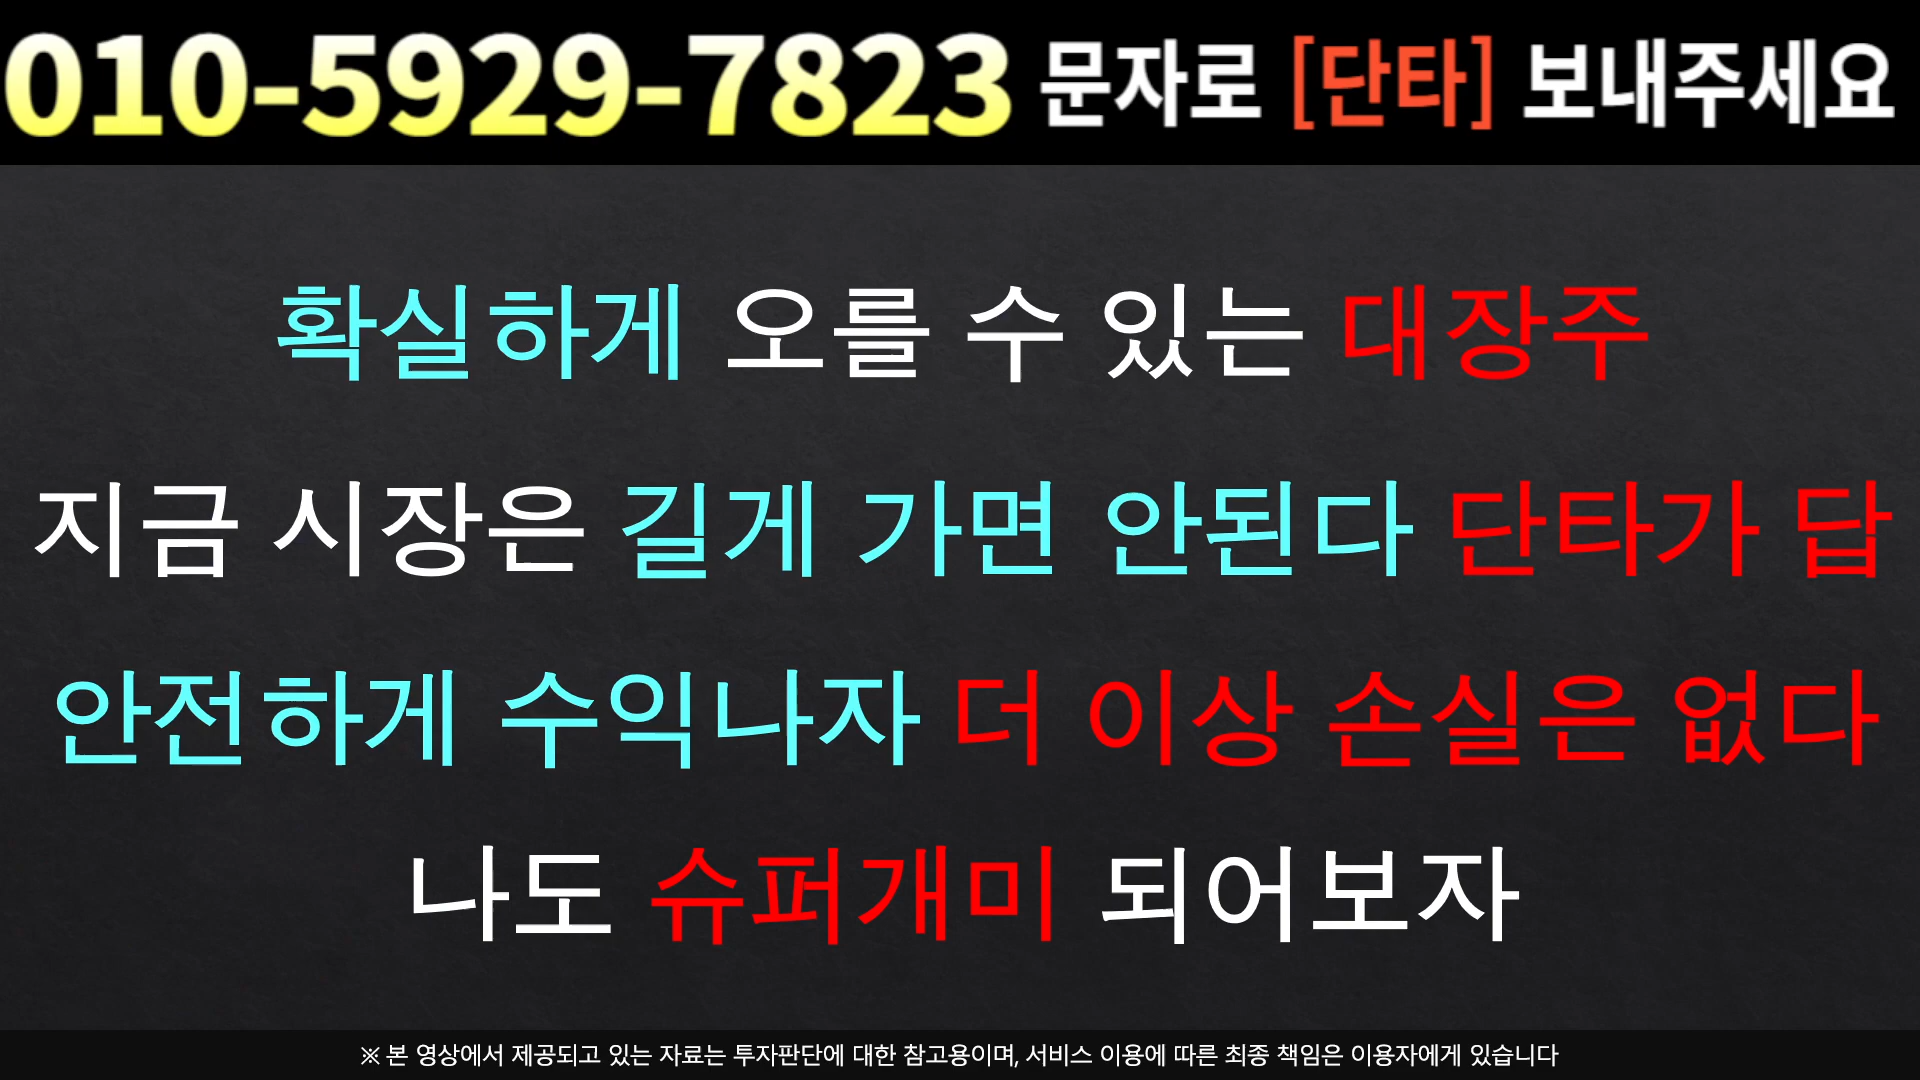 010-5929-7823 문자로 [단타] 보내주세요
확실하게 오를 수 있는 대장주
지금 시장은 길게 가면 안된다 단타가 답
안전하게 수익나자 더 이상 손실은 없다
나도 슈퍼개미 되어보자
※ 본 영상에서 제공되고 있는 자료는 투자판단에 대한 참고용이며, 서비스 이용에 따른 최종 책임은 이용자에게 있습니다